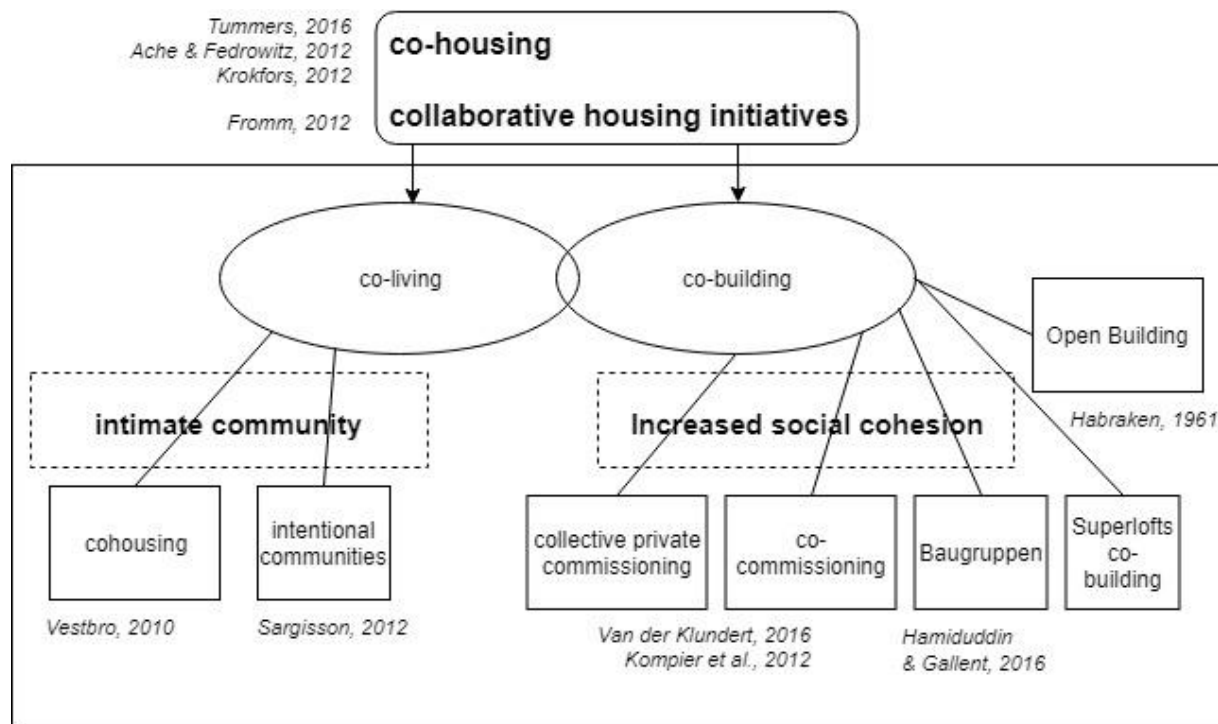 Tummers, 2016
Ache & Fedrowitz, 2012
Krokfors, 2012
Fromm, 2012
co-housing
collaborative housing initiatives
co-living
co-building
Open Building
Habraken, 1961
intimate community
Increased social cohesion
cohousing
intentional
communities
collective private
commissioning
co-
commissioning
Baugruppen
Superlofts
co-
building
Vestbro, 2010
Sargisson, 2012
Van der Klundert, 2016
Kompier et al., 2012
Hamiduddin
& Gallent, 2016